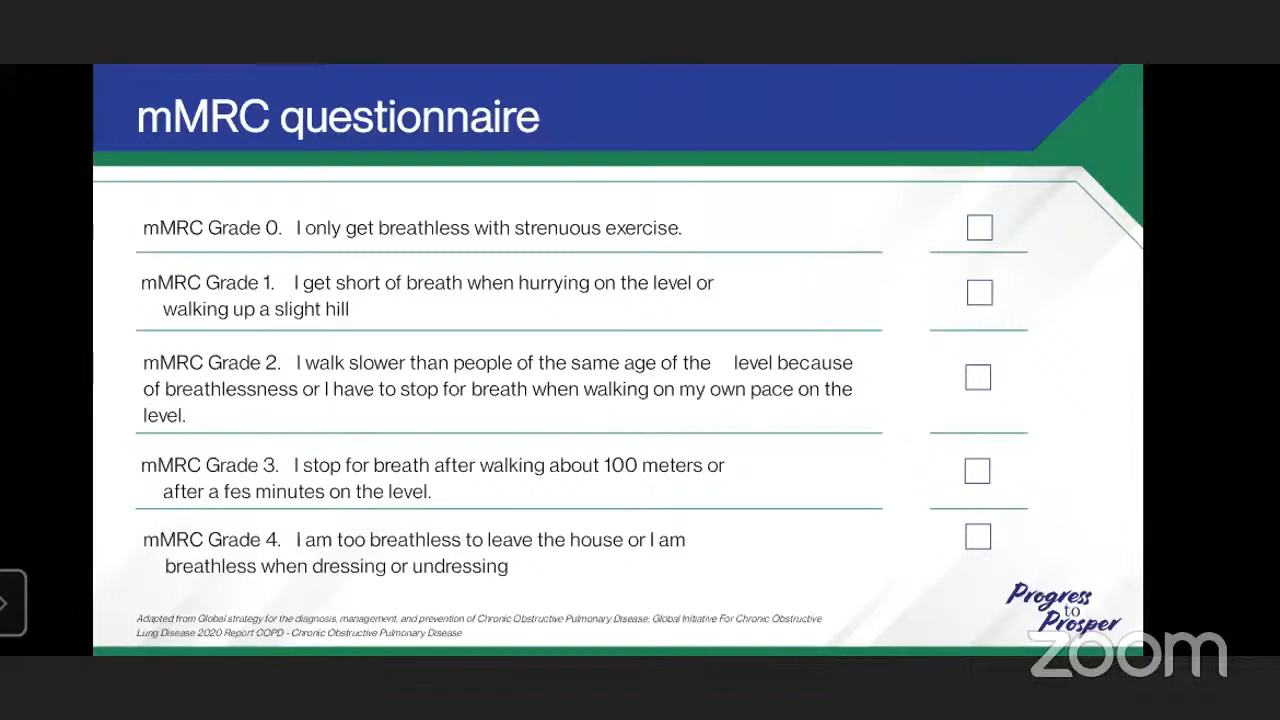 mMRC questionnaire
mMRC Grade 0. I only get breathless with strenuous exercise.
mMRC Grade 1. I get short of breath when hurrying on the level or
walking up a slight hill
mMRC Grade 2. I walk slower than people of the same age of the level because
of breathlessness or I have to stop for breath when walking on my own pace on the
level.
mMRC Grade 3. I stop for breath after walking about 100 meters or
after a fes minutes on the level.
mMRC Grade 4. I am too breathless to leave the house or I am
breathless when dressing or undressing
Adapted from Global strategy for the diagnosis, management, and prevention of Chronic Obstructive Pulmonary Disease; Global Initiative For Chronic Obstructive
Lung Disease 2020 Report COPD - Chronic Obstructive Pulmonary Disease
Progress
to
Prosper
zoom